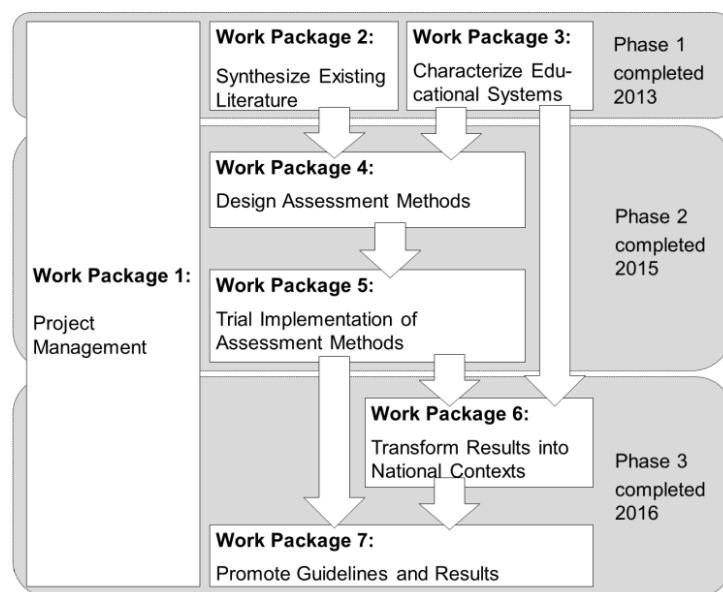 Work Package 1:
Project
Management
Work Package 2:
Synthesize Existing
Literature
Work Package 3:
Characterize Edu-
cational Systems
Phase 1
completed
2013
Work Package 4:
Design Assessment Methods
Work Package 5:
Trial Implementation of
Assessment Methods
Phase 2
completed
2015
Work Package 6:
Transform Results into
National Contexts
Work Package 7:
Promote Guidelines and Results
Phase 3
completed
2016